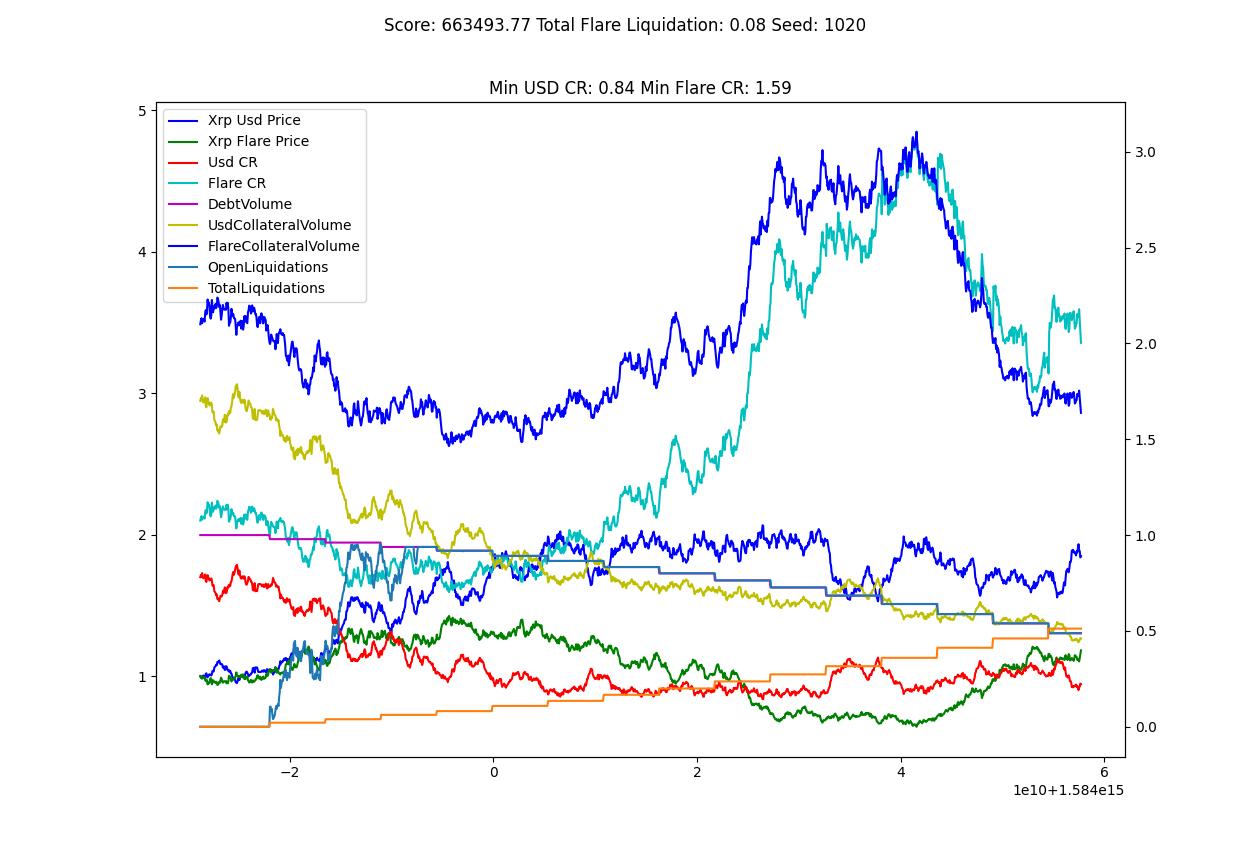 Score: 663493.77 Total Flare Liquidation: 0.08 Seed: 1020
Min USD CR: 0.84 Min Flare CR: 1.59
Xrp Usd Price
Xrp Flare Price
Usd CR
Flare CR
DebtVolume
UsdCollateralVolume
FlareCollateralVolume
OpenLiquidations
TotalLiquidations
5
4
3
2
1
3.0
2.5
2.0
1.5
1.0
0.5
0.0
−2
0
2
4
6
1e10+1.584e15